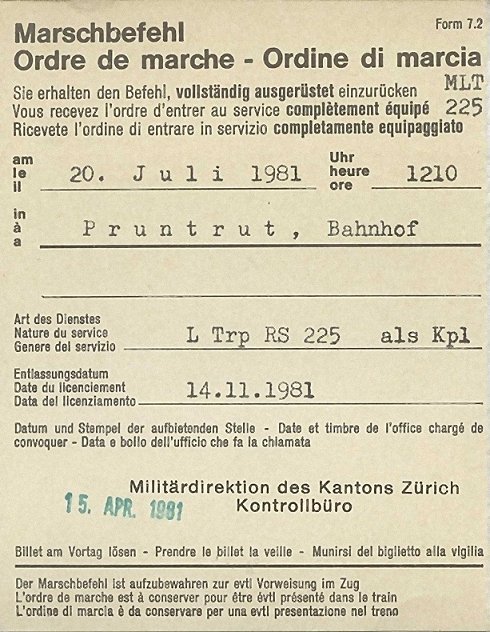 Form 7.2
Marschbefehl
Ordre de marche - Ordine di marcia
Sie erhalten den Befehl, vollständig ausgerüstet einzurücken MLT
Vous recevez l'ordre d'entrer au service complètement équipé 225
Ricevete l'ordine di entrare in servizio completamente equipaggiato
am Uhr
le 20. Juli 1981 heure 1210
il ore
in
à Pruntrut, Bahnhof
a
Art des Dienstes
Nature du service L Trp RS 225 als Kpl
Genere del servizio
Entlassungsdatum
Date du licenciement 14.11.1981
Data del licenziamento
Datum und Stempel der aufbietenden Stelle - Date et timbre de l'office chargé de
convoquer - Data e bollo dell'ufficio che fa la chiamata
Militärdirektion des Kantons Zürich
15. APR. 1981 Kontrollbüro
Billet am Vortag lösen - Prendre le billet la veille - Munirsi del biglietto alla vigilia
Der Marschbefehl ist aufzubewahren zur evtl Vorweisung im Zug
L'ordre de marche est à conserver pour être évtl présenté dans le train
L'ordine di marcia è da conservare per una evtl presentazione nel treno